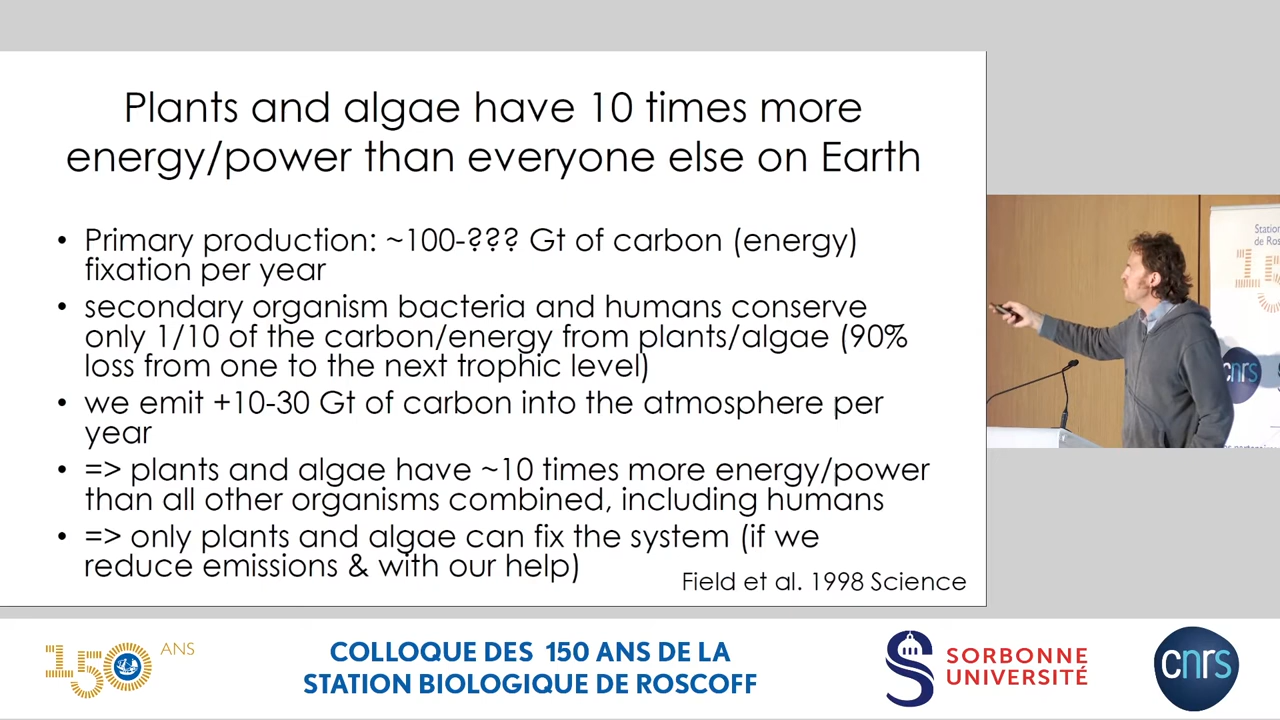 Plants and algae have 10 times more
energy/power than everyone else on Earth
• Primary production: ~100-??? Gt of carbon (energy)
fixation per year
• secondary organism bacteria and humans conserve
only 1/10 of the carbon/energy from plants/algae (90%
loss from one to the next trophic level)
• we emit +10-30 Gt of carbon into the atmosphere per
year
• => plants and algae have ~10 times more energy/power
than all other organisms combined, including humans
• => only plants and algae can fix the system (if we
reduce emissions & with our help)
Field et al. 1998 Science
Station
de Ros
cnrs
150 ANS
COLLOQUE DES 150 ANS DE LA
STATION BIOLOGIQUE DE ROSCOFF
SORBONNE
UNIVERSITÉ
cnrs